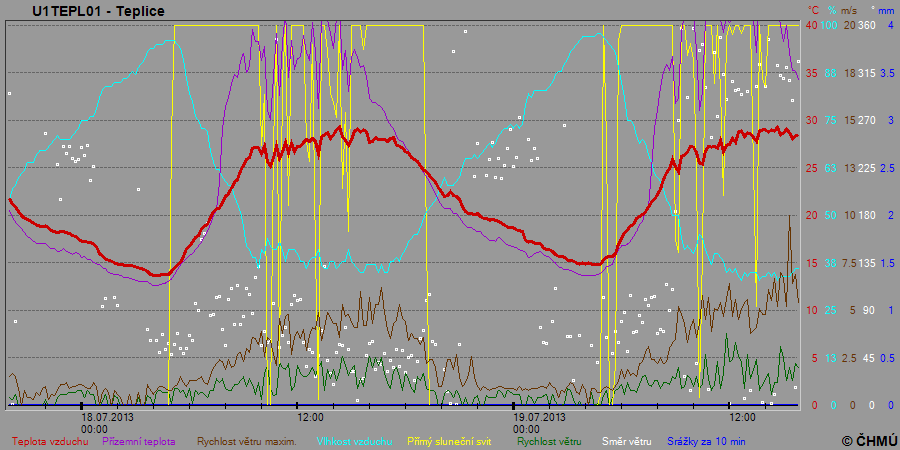 U1TEPL01 - Teplice
°C % m/s ° mm
40 100 20 360 4
35 88 18 315 3.5
30 75 15 270 3
25 63 13 225 2.5
20 50 10 180 2
15 38 7.5 135 1.5
10 25 5 90 1
5 13 2.5 45 0.5
0 0 0 0 0
18.07.2013 12:00 19.07.2013 12:00
00:00 00:00
Teplota vzduchu Přízemní teplota Rychlost větru maxim. Vlhkost vzduchu Přímý sluneční svit Rychlost větru Směr větru Srážky za 10 min © ČHMÚ